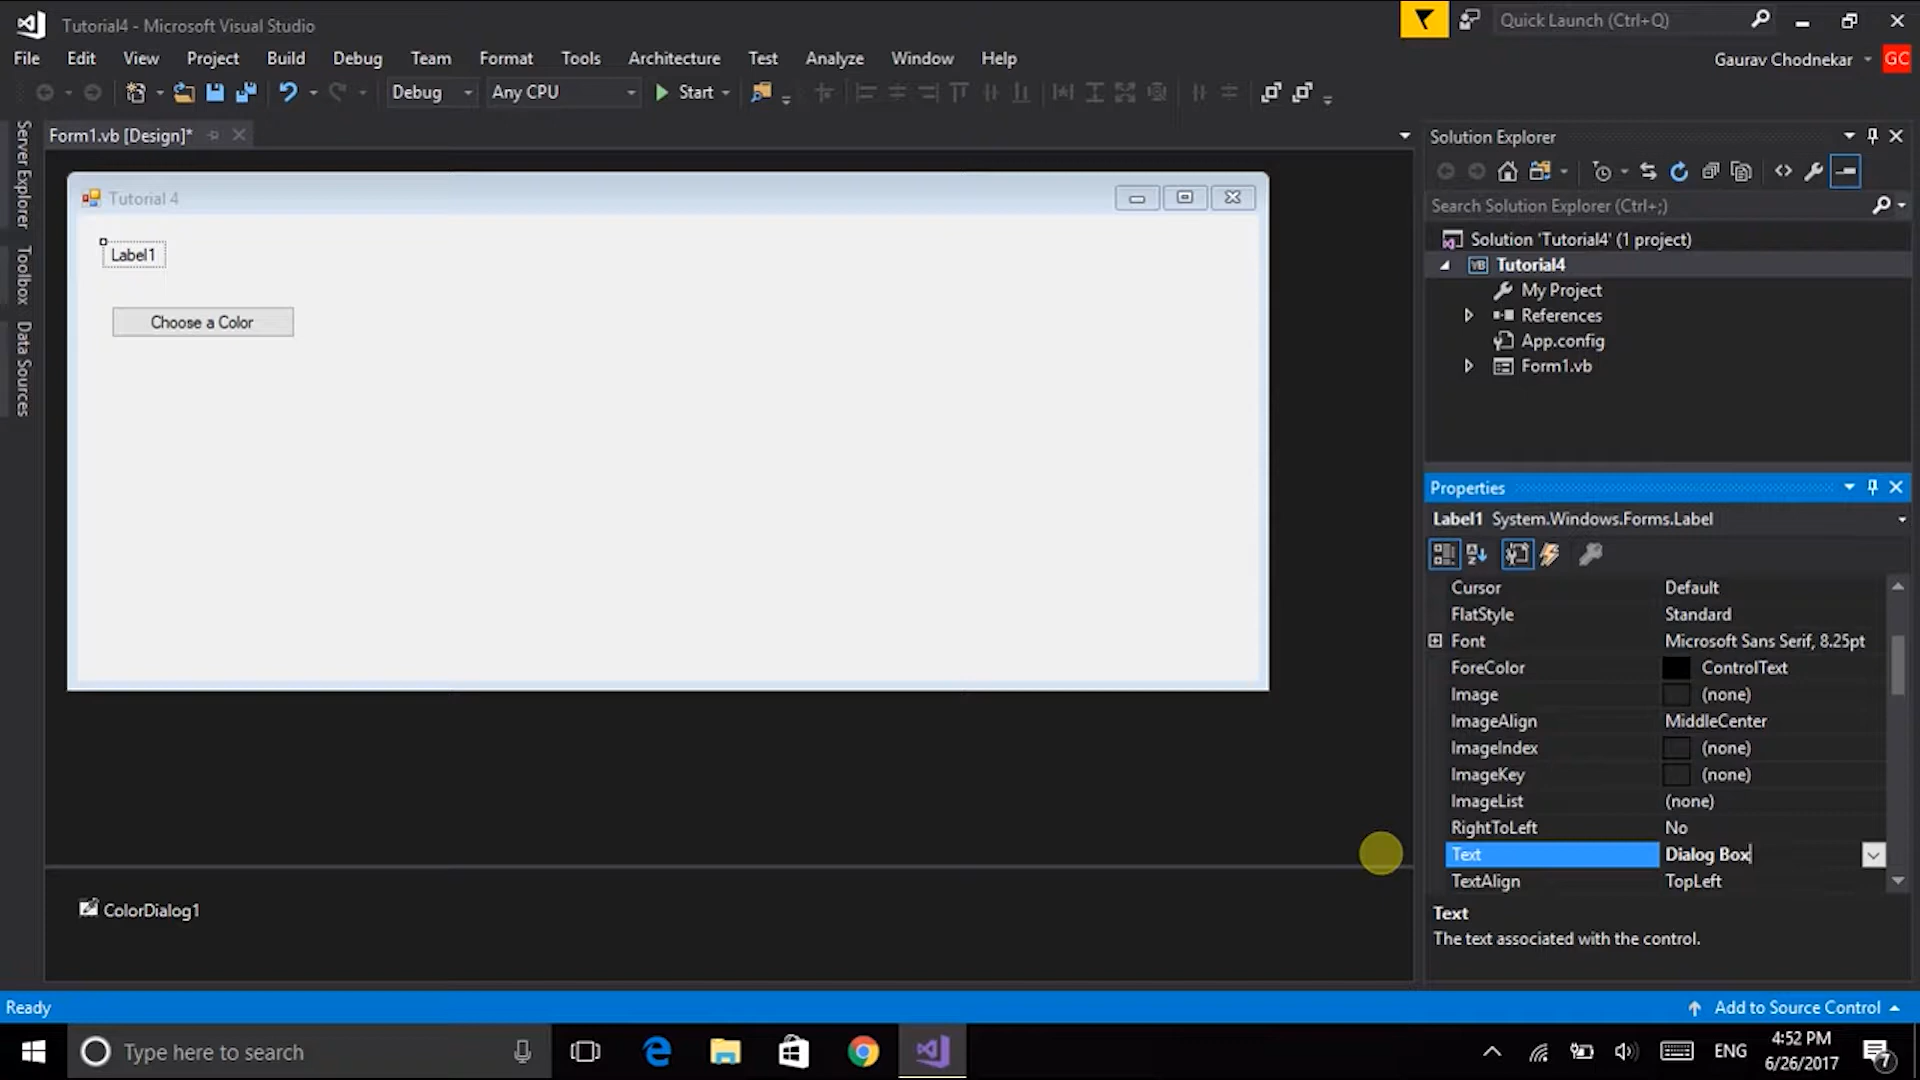 Tutorial4 - Microsoft Visual Studio
Quick Launch (Ctrl+Q)
File Edit View Project Build Debug Team Format Tools Architecture Test Analyze Window Help
Gaurav Chodnekar GC
Debug Any CPU Start
Server Explorer
Toolbox
Data Sources
Form1.vb [Design]*
Tutorial 4
Label1
Choose a Color
ColorDialog1
Solution Explorer
Search Solution Explorer (Ctrl+;)
Solution 'Tutorial4' (1 project)
VB Tutorial4
My Project
References
App.config
Form1.vb
Properties
Label1 System.Windows.Forms.Label
Cursor Default
FlatStyle Standard
Font Microsoft Sans Serif, 8.25pt
ForeColor ControlText
Image (none)
ImageAlign MiddleCenter
ImageIndex (none)
ImageKey (none)
ImageList (none)
RightToLeft No
Text Dialog Box
TextAlign TopLeft
Text
The text associated with the control.
Ready
Add to Source Control
Type here to search
ENG
4:52 PM
6/26/2017
7